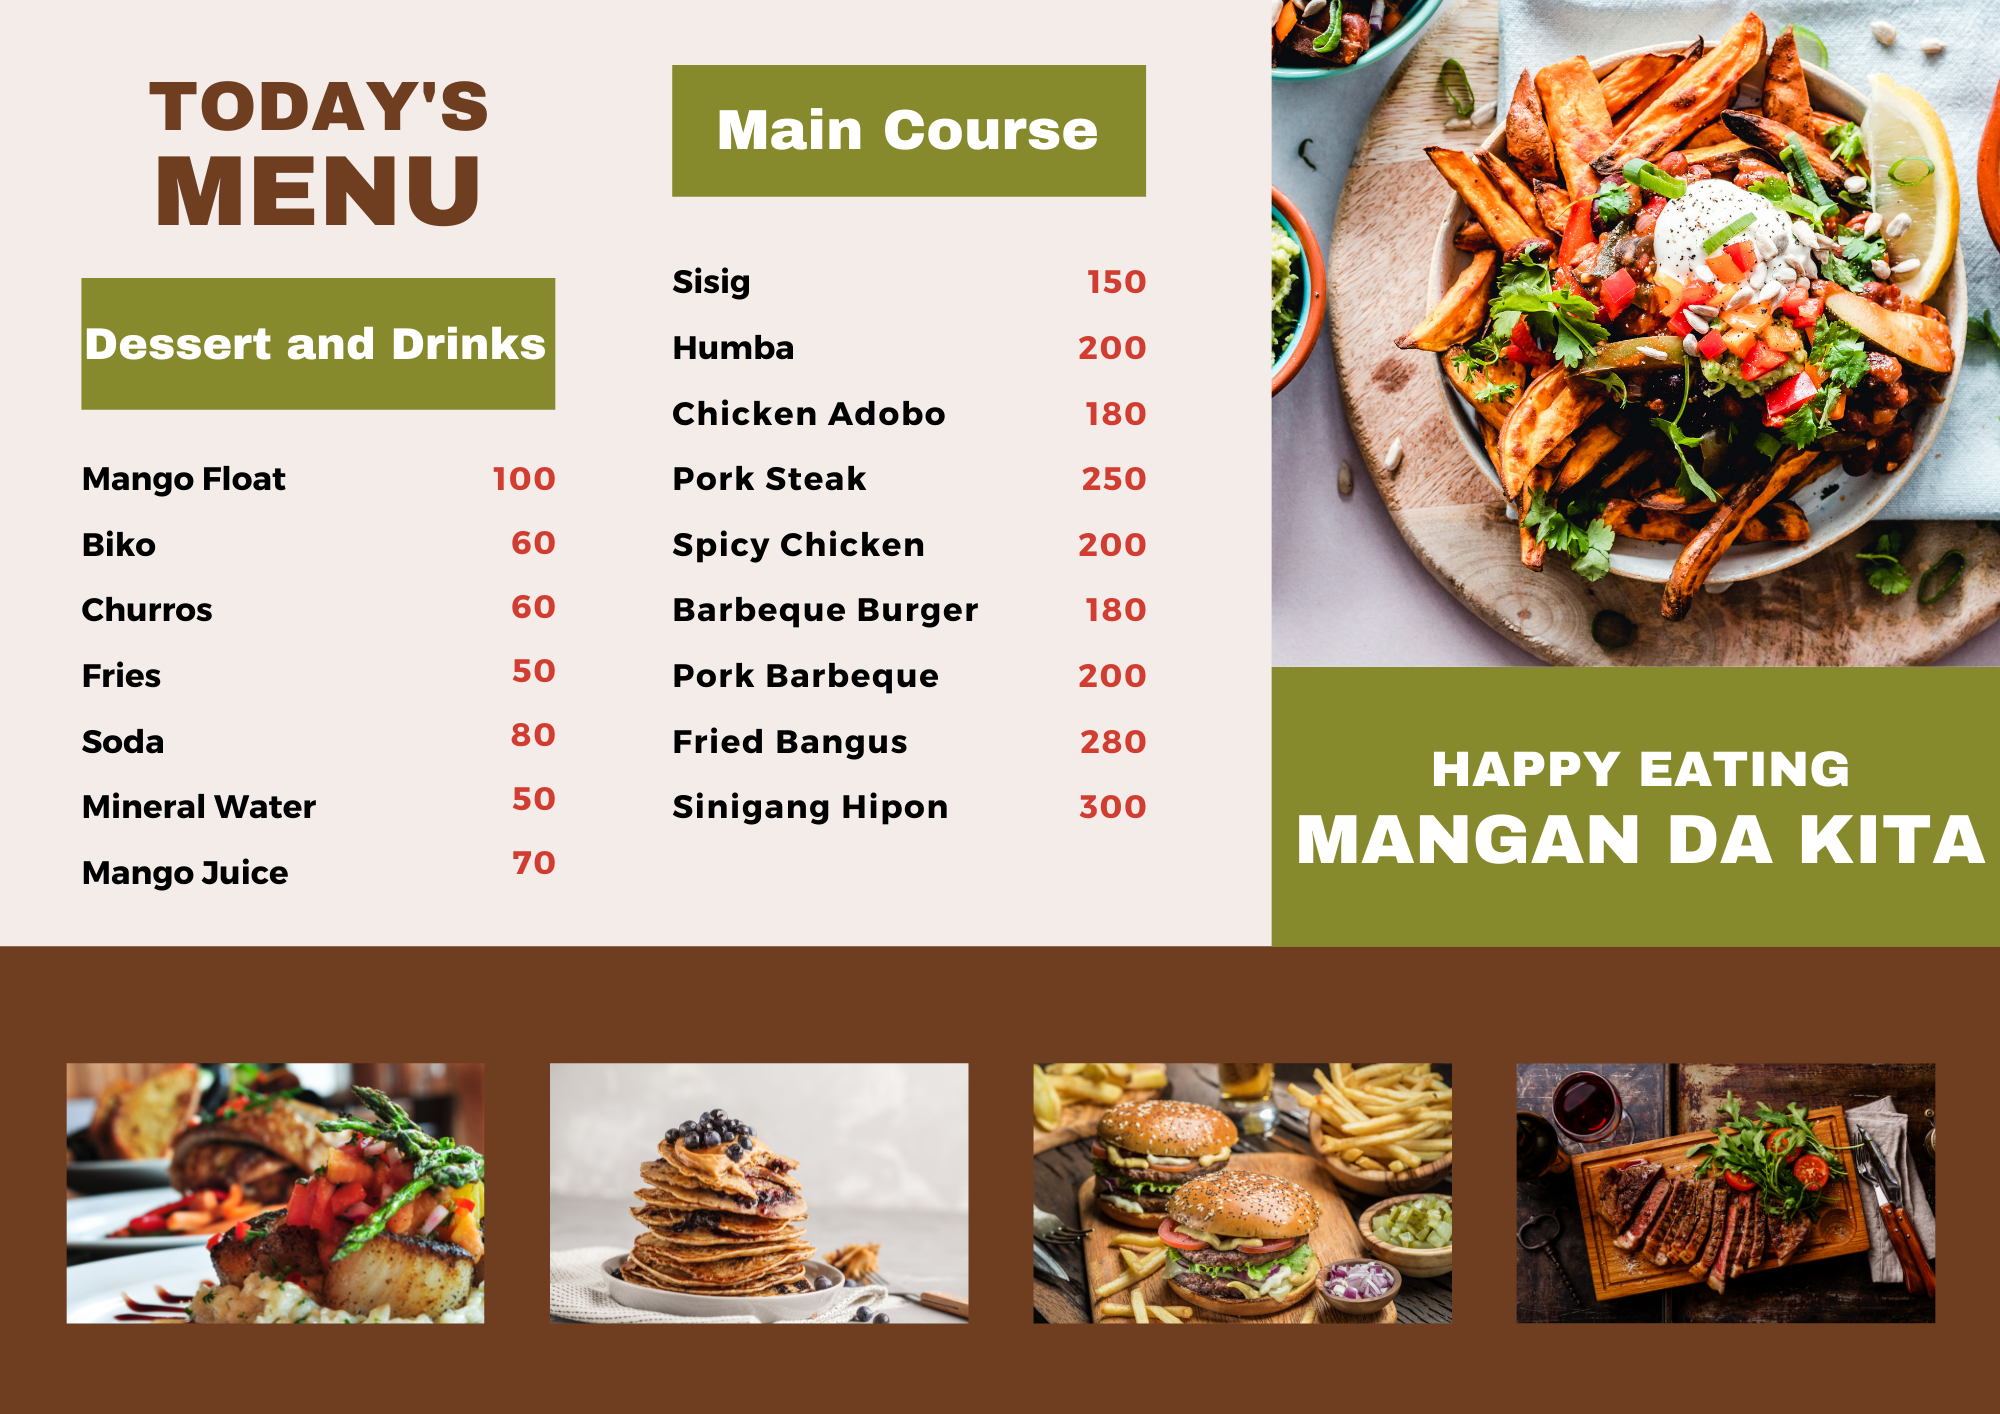 TODAY'S
MENU
Dessert and Drinks
Mango Float 100
Biko 60
Churros 60
Fries 50
Soda 80
Mineral Water 50
Mango Juice 70
Main Course
Sisig 150
Humba 200
Chicken Adobo 180
Pork Steak 250
Spicy Chicken 200
Barbeque Burger 180
Pork Barbeque 200
Fried Bangus 280
Sinigang Hipon 300
HAPPY EATING
MANGAN DA KITA